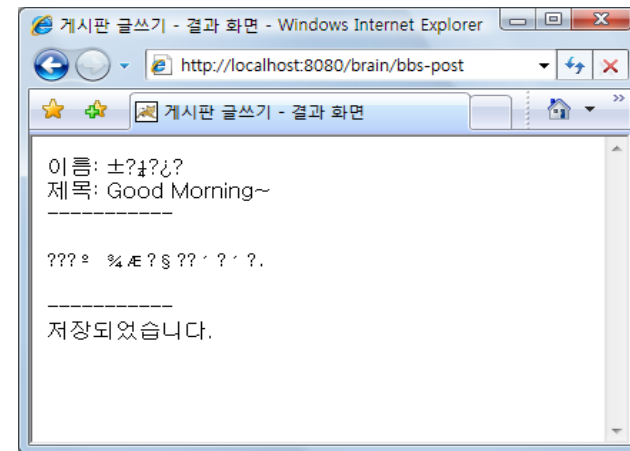 게시판 글쓰기 - 결과 화면 - Windows Internet Explorer
http://localhost:8080/brain/bbs-post
게시판 글쓰기 - 결과 화면
이름: ±?‡?¿?
제목: Good Morning~
-----------
???º ¾Æ?§??´?´?.
-----------
저장되었습니다.